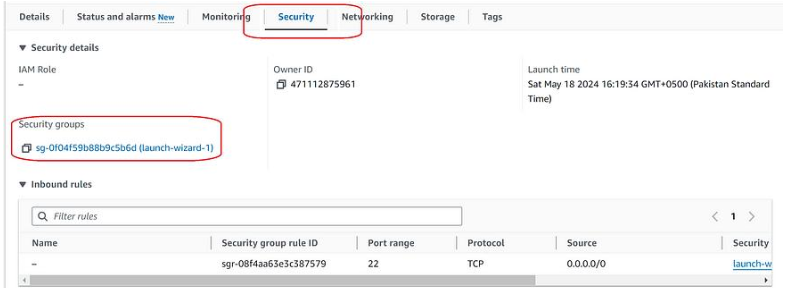 Details Status and alarms New Monitoring Security Networking Storage Tags
▼ Security details
IAM Role Owner ID Launch time
– 471112875961 Sat May 18 2024 16:19:34 GMT+0500 (Pakistan Standard
Time)
Security groups
sg-0f04f59b88b9c5b6d (launch-wizard-1)
▼ Inbound rules
Filter rules < 1 >
Name Security group rule ID Port range Protocol Source Security
– sgr-08f4aa63e3c387579 22 TCP 0.0.0.0/0 launch-w